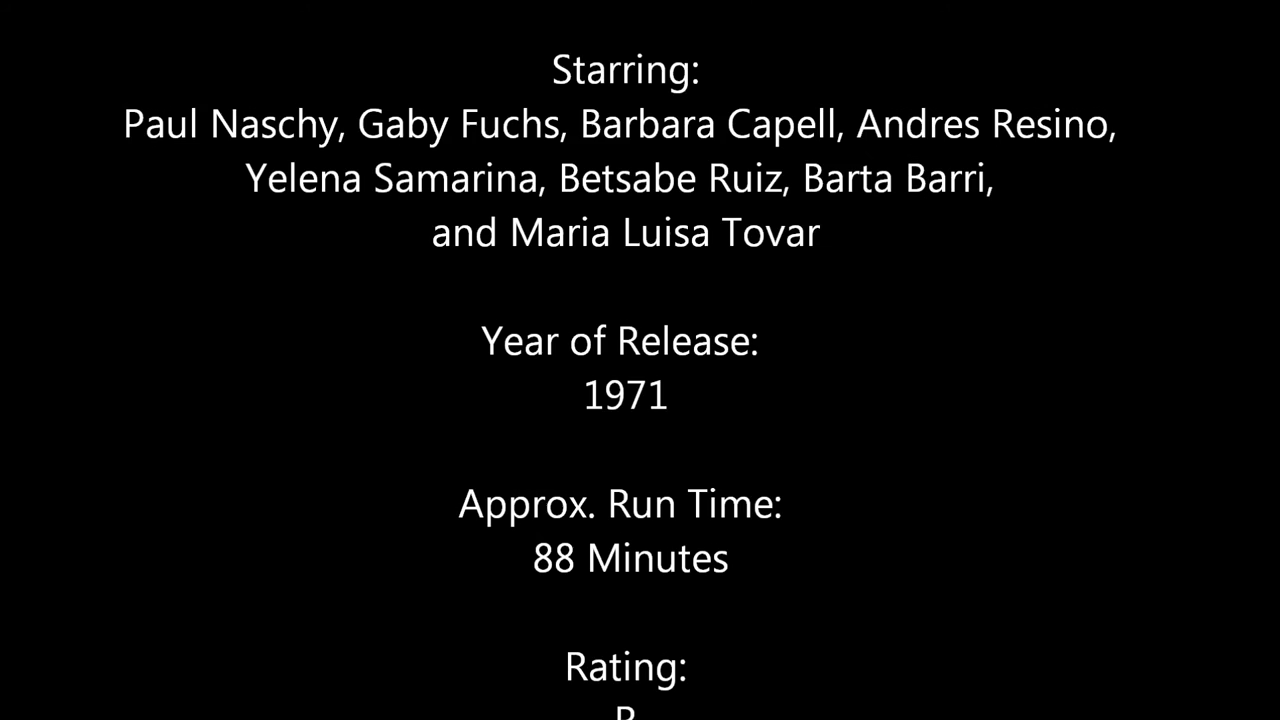 Starring:
Paul Naschy, Gaby Fuchs, Barbara Capell, Andres Resino,
Yelena Samarina, Betsabe Ruiz, Barta Barri,
and Maria Luisa Tovar
Year of Release:
1971
Approx. Run Time:
88 Minutes
Rating: